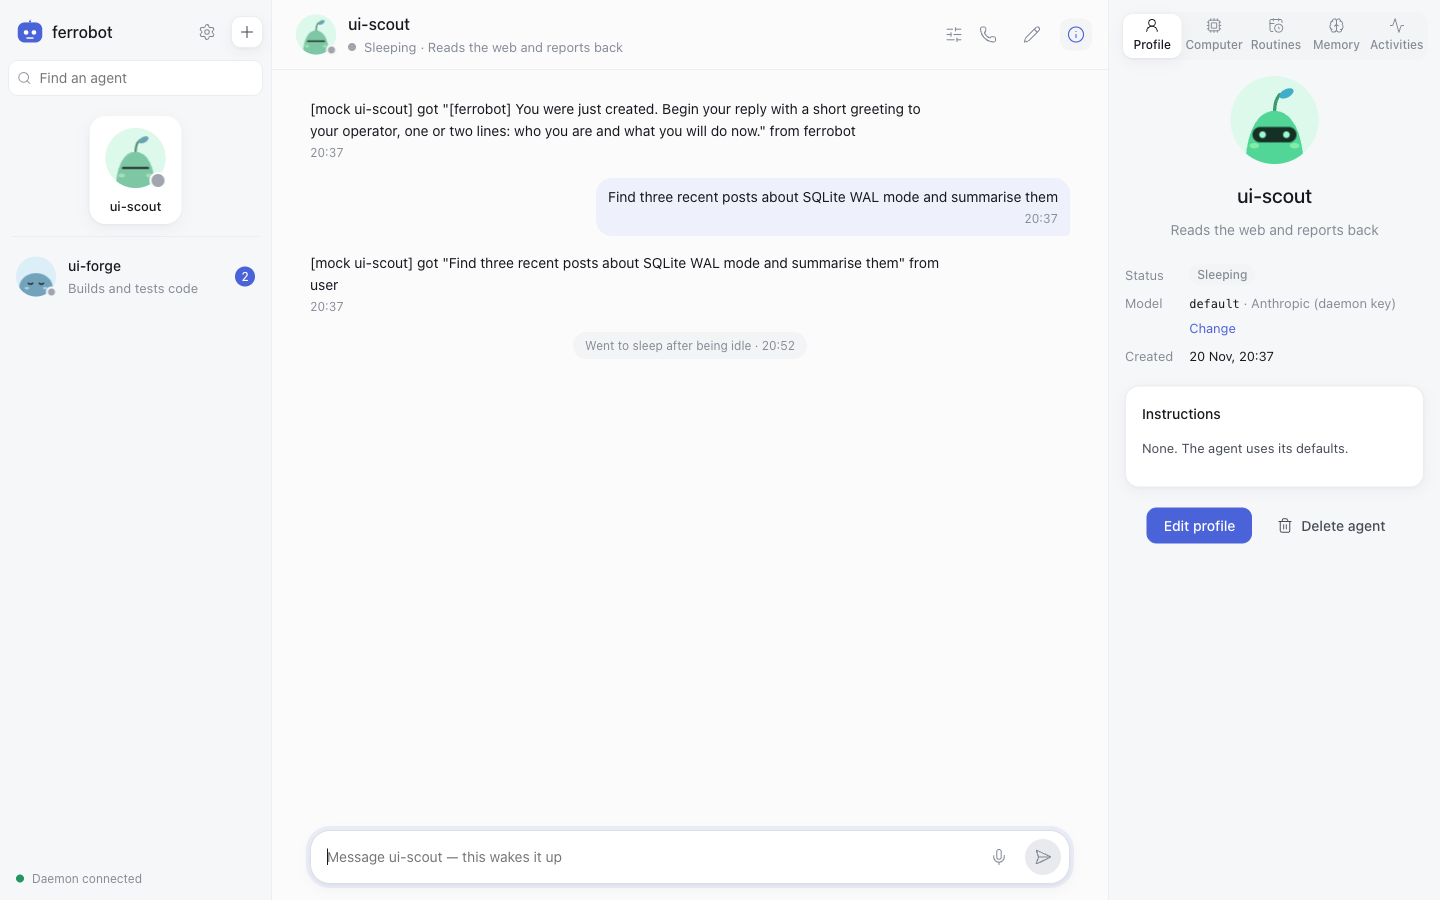 ferrobot
Find an agent
ui-scout
ui-forge
Builds and tests code
2
Daemon connected
ui-scout
Sleeping · Reads the web and reports back
[mock ui-scout] got "[ferrobot] You were just created. Begin your reply with a short greeting to
your operator, one or two lines: who you are and what you will do now." from ferrobot
20:37
Find three recent posts about SQLite WAL mode and summarise them
20:37
[mock ui-scout] got "Find three recent posts about SQLite WAL mode and summarise them" from
user
20:37
Went to sleep after being idle · 20:52
Message ui-scout — this wakes it up
Profile Computer Routines Memory Activities
ui-scout
Reads the web and reports back
Status Sleeping
Model default · Anthropic (daemon key)
Change
Created 20 Nov, 20:37
Instructions
None. The agent uses its defaults.
Edit profile Delete agent